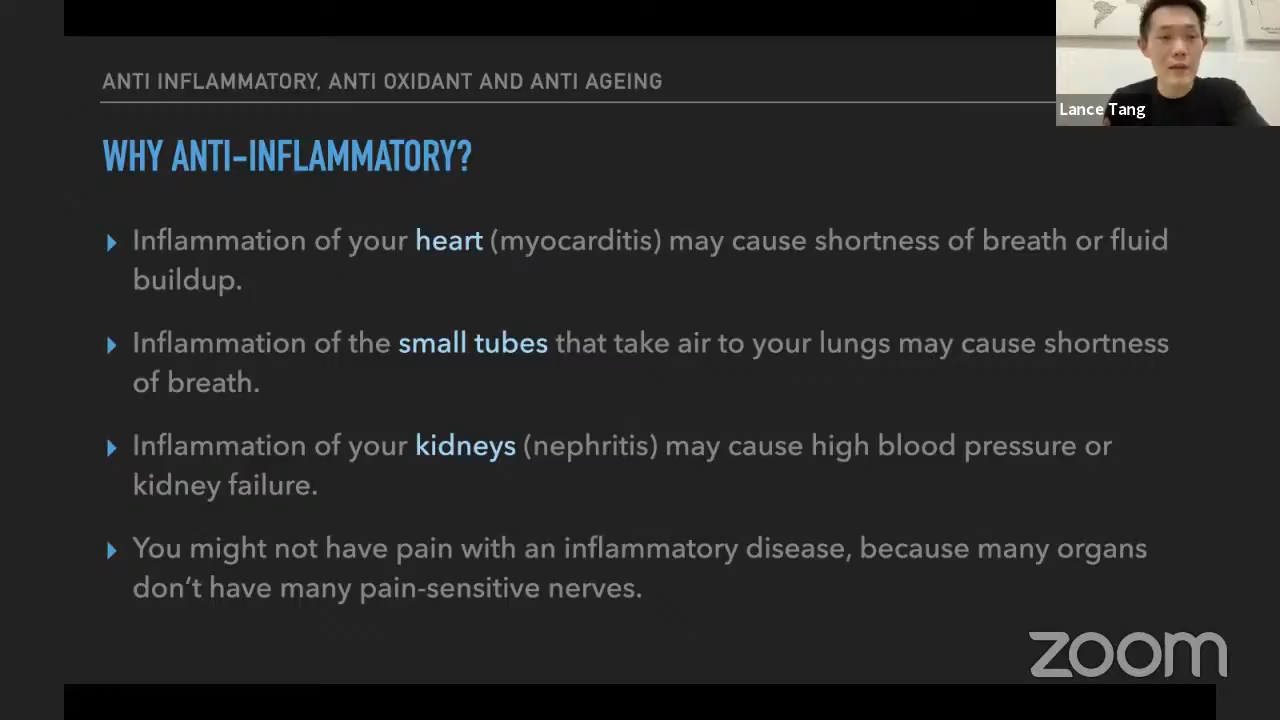 ANTI INFLAMMATORY, ANTI OXIDANT AND ANTI AGEING
Lance Tang
WHY ANTI-INFLAMMATORY?
Inflammation of your heart (myocarditis) may cause shortness of breath or fluid
buildup.
Inflammation of the small tubes that take air to your lungs may cause shortness
of breath.
Inflammation of your kidneys (nephritis) may cause high blood pressure or
kidney failure.
You might not have pain with an inflammatory disease, because many organs
don’t have many pain-sensitive nerves.
zoom